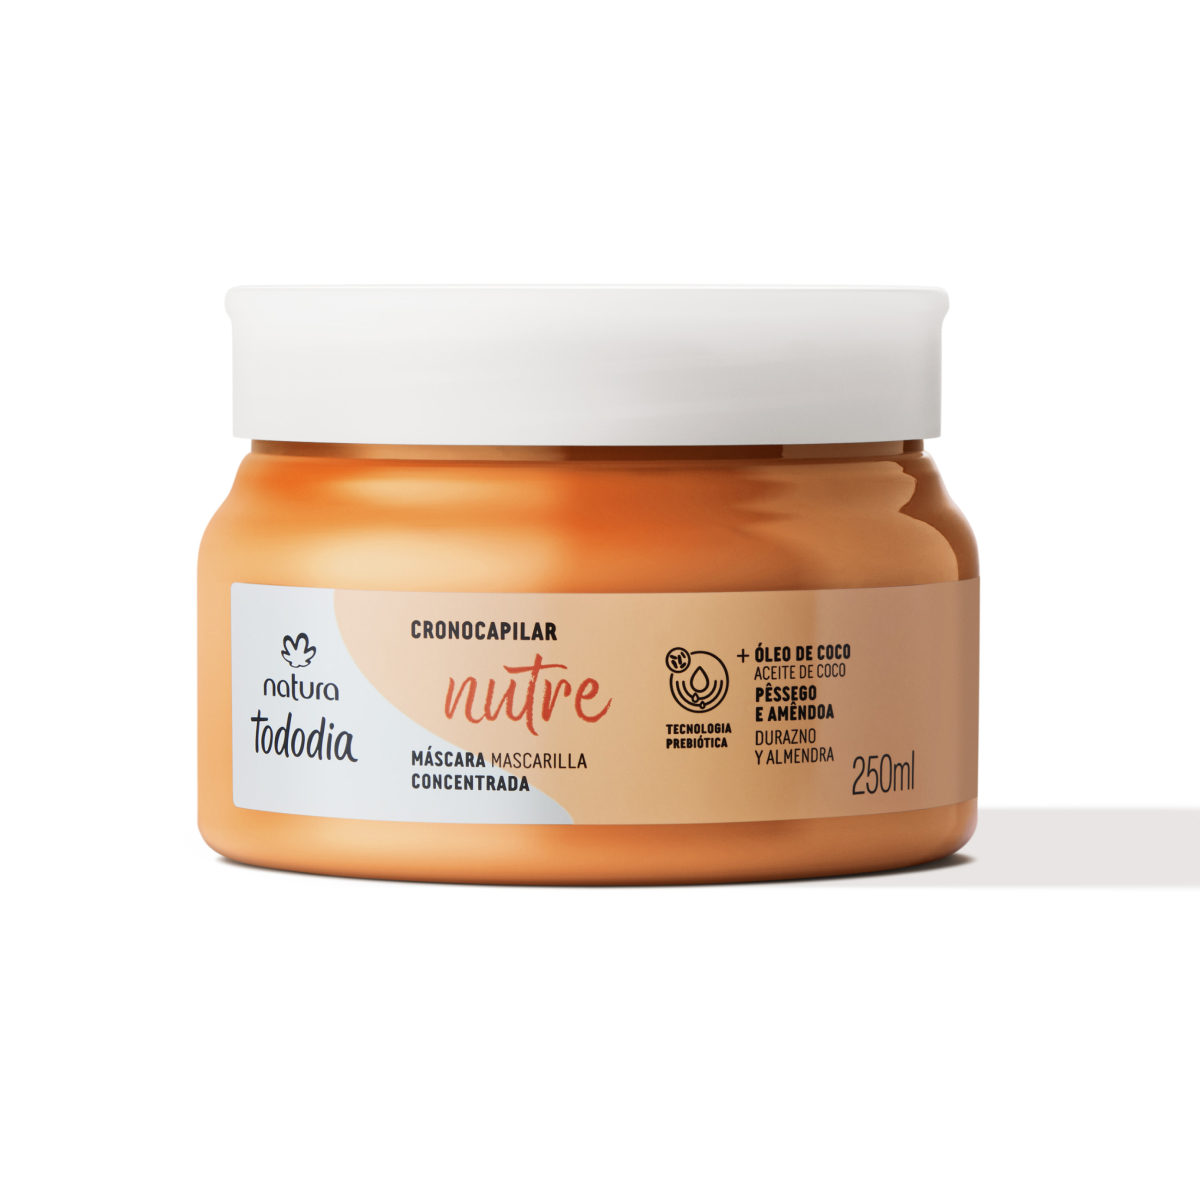 natura
tododia
CRONOCAPILAR
nutre
MÁSCARA MASCARILLA
CONCENTRADA
TECNOLOGIA
PREBIÓTICA
+ ÓLEO DE COCO
ACEITE DE COCO
PÊSSEGO
E AMÊNDOA
DURAZNO
Y ALMENDRA
250ml